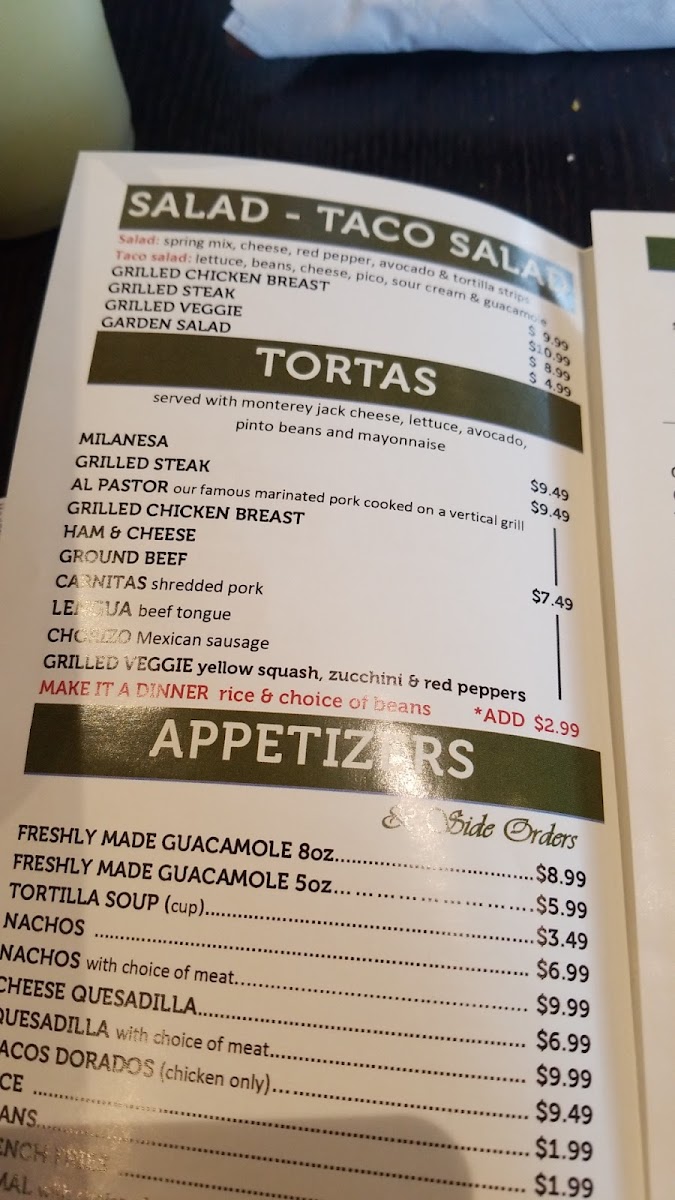 SALAD - TACO SALAD
Salad: spring mix, cheese, red pepper, avocado & tortilla strips
Taco salad: lettuce, beans, cheese, pico, sour cream & guacamole
GRILLED CHICKEN BREAST $ 9.99
GRILLED STEAK $10.99
GRILLED VEGGIE $ 8.99
GARDEN SALAD $ 4.99
TORTAS
served with monterey jack cheese, lettuce, avocado,
pinto beans and mayonnaise
MILANESA $9.49
GRILLED STEAK $9.49
AL PASTOR our famous marinated pork cooked on a vertical grill
GRILLED CHICKEN BREAST
HAM & CHEESE
GROUND BEEF $7.49
CARNITAS shredded pork
LENGUA beef tongue
CHORIZO Mexican sausage
GRILLED VEGGIE yellow squash, zucchini & red peppers
MAKE IT A DINNER rice & choice of beans *ADD $2.99
APPETIZERS
& Side Orders
FRESHLY MADE GUACAMOLE 8oz. $8.99
FRESHLY MADE GUACAMOLE 5oz. $5.99
TORTILLA SOUP (cup) $3.49
NACHOS $6.99
NACHOS with choice of meat $9.99
CHEESE QUESADILLA $6.99
QUESADILLA with choice of meat $9.99
ACOS DORADOS (chicken only) $9.49
CE $1.99
ANS $1.99
ENCH FRIES